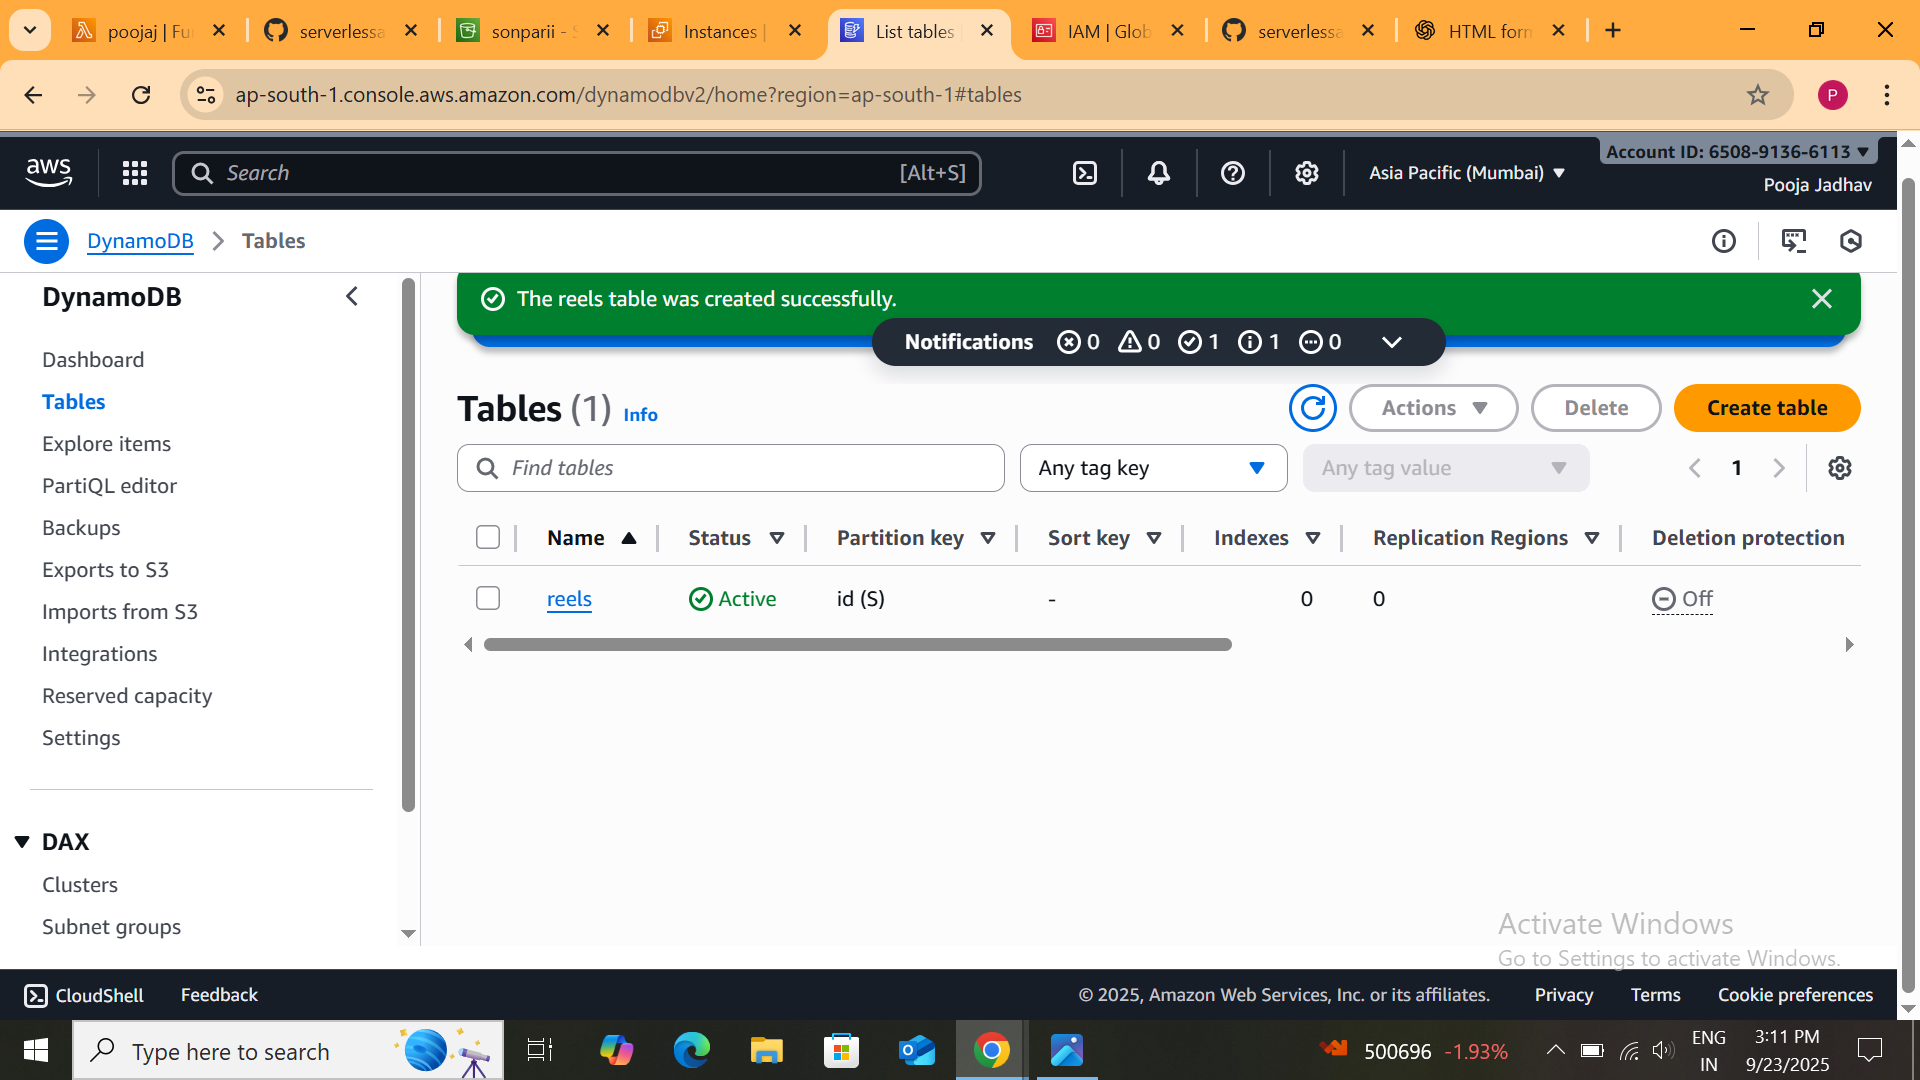 poojaj | Fu
serverlessa
sonparii - S
Instances |
List tables
IAM | Glob
serverlessa
HTML form
ap-south-1.console.aws.amazon.com/dynamodbv2/home?region=ap-south-1#tables
P
aws
Search
[Alt+S]
Asia Pacific (Mumbai)
Account ID: 6508-9136-6113
Pooja Jadhav
DynamoDB
Tables
DynamoDB
Dashboard
Tables
Explore items
PartiQL editor
Backups
Exports to S3
Imports from S3
Integrations
Reserved capacity
Settings
DAX
Clusters
Subnet groups
The reels table was created successfully.
Notifications 0 0 1 1 0
Tables (1) Info
Actions
Delete
Create table
Find tables
Any tag key
Any tag value
1
Name Status Partition key Sort key Indexes Replication Regions Deletion protection
reels Active id (S) - 0 0 Off
Activate Windows
Go to Settings to activate Windows.
CloudShell Feedback © 2025, Amazon Web Services, Inc. or its affiliates. Privacy Terms Cookie preferences
Type here to search
500696 -1.93%
ENG
IN
3:11 PM
9/23/2025